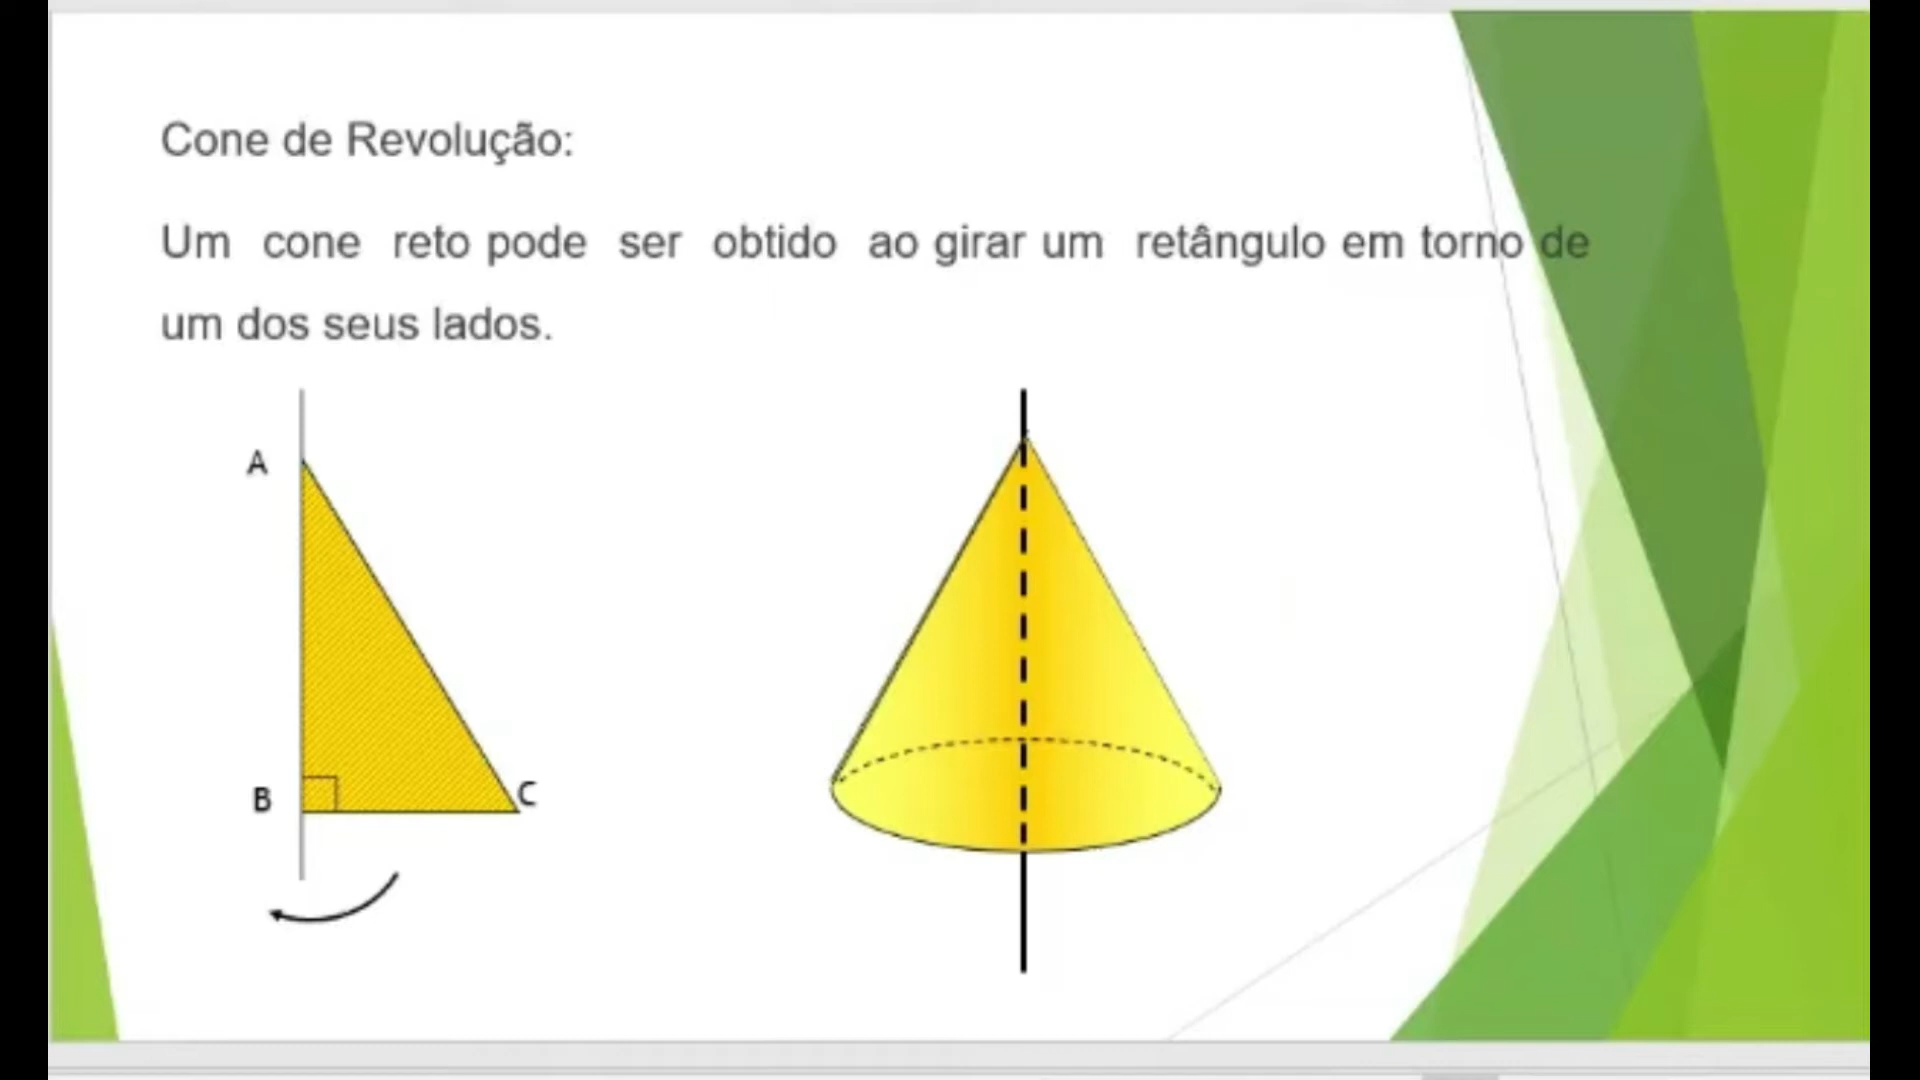 Cone de Revolução:
Um cone reto pode ser obtido ao girar um retângulo em torno de
um dos seus lados.
A
B
C